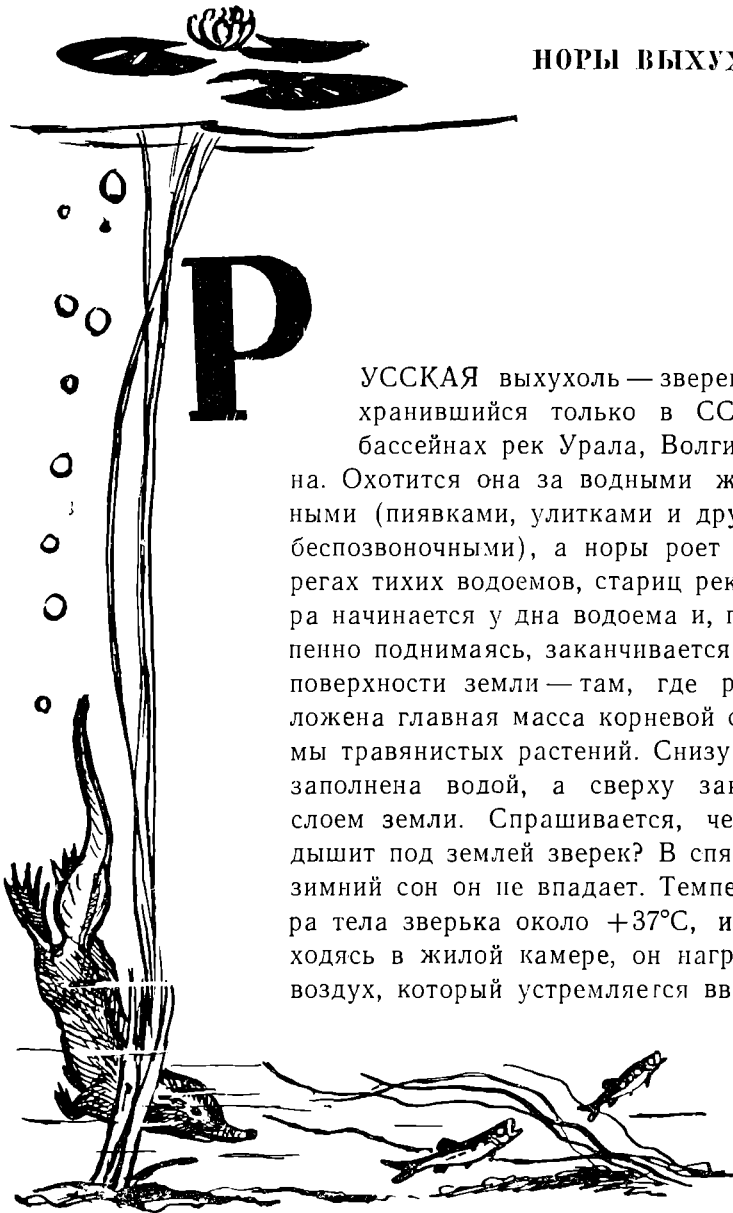 НОРЫ ВЫХУХ
РУССКАЯ выхухоль — зверек
хранившийся только в СС
бассейнах рек Урала, Волги
на. Охотится она за водными ж
ными (пиявками, улитками и дру
беспозвоночными), а норы роет
регах тихих водоемов, стариц рек
ра начинается у дна водоема и, п
пенно поднимаясь, заканчивается
поверхности земли — там, где р
ложена главная масса корневой с
мы травянистых растений. Снизу
заполнена водой, а сверху зак
слоем земли. Спрашивается, че
дышит под землей зверек? В спя
зимний сон он не впадает. Темпе
ра тела зверька около +37°С, и
ходясь в жилой камере, он нагр
воздух, который устремляется вв